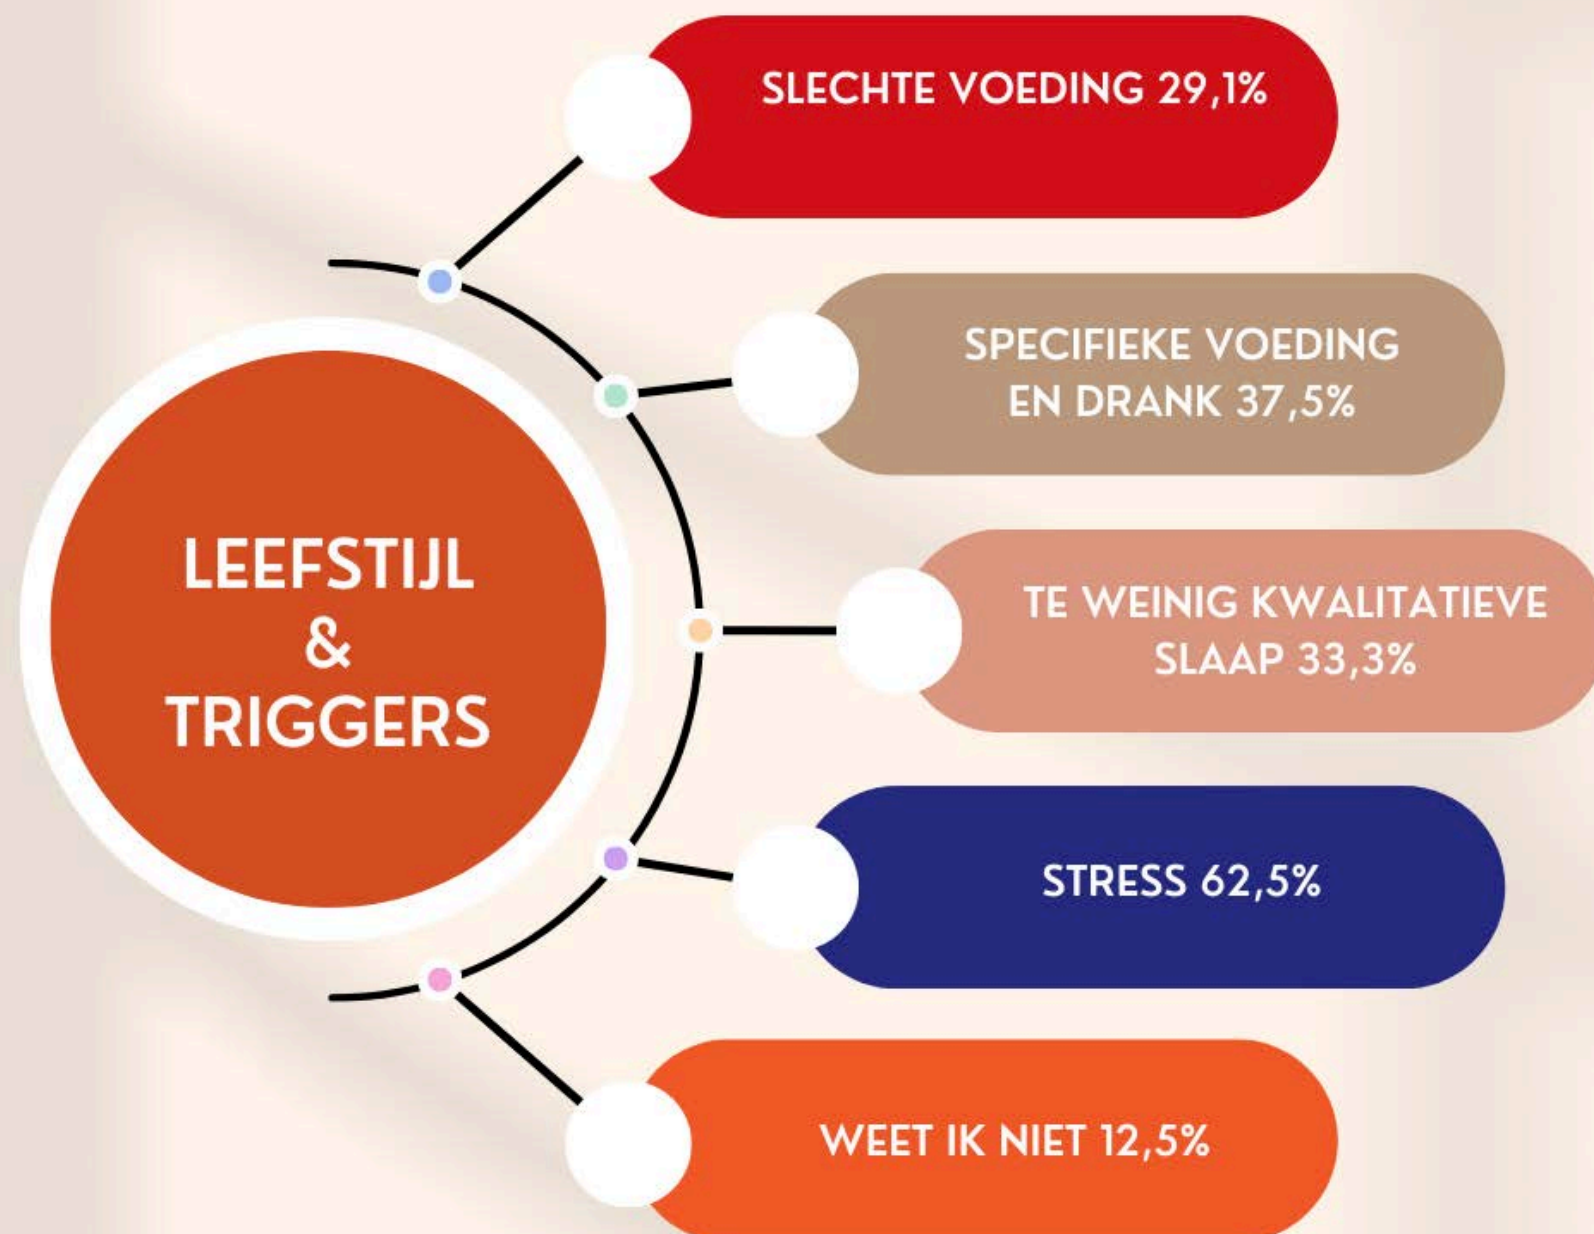 SLECHTE VOEDING 29,1%
SPECIFIEKE VOEDING
EN DRANK 37,5%
LEEFSTIJL
&
TRIGGERS
TE WEINIG KWALITATIEVE
SLAAP 33,3%
STRESS 62,5%
WEET IK NIET 12,5%